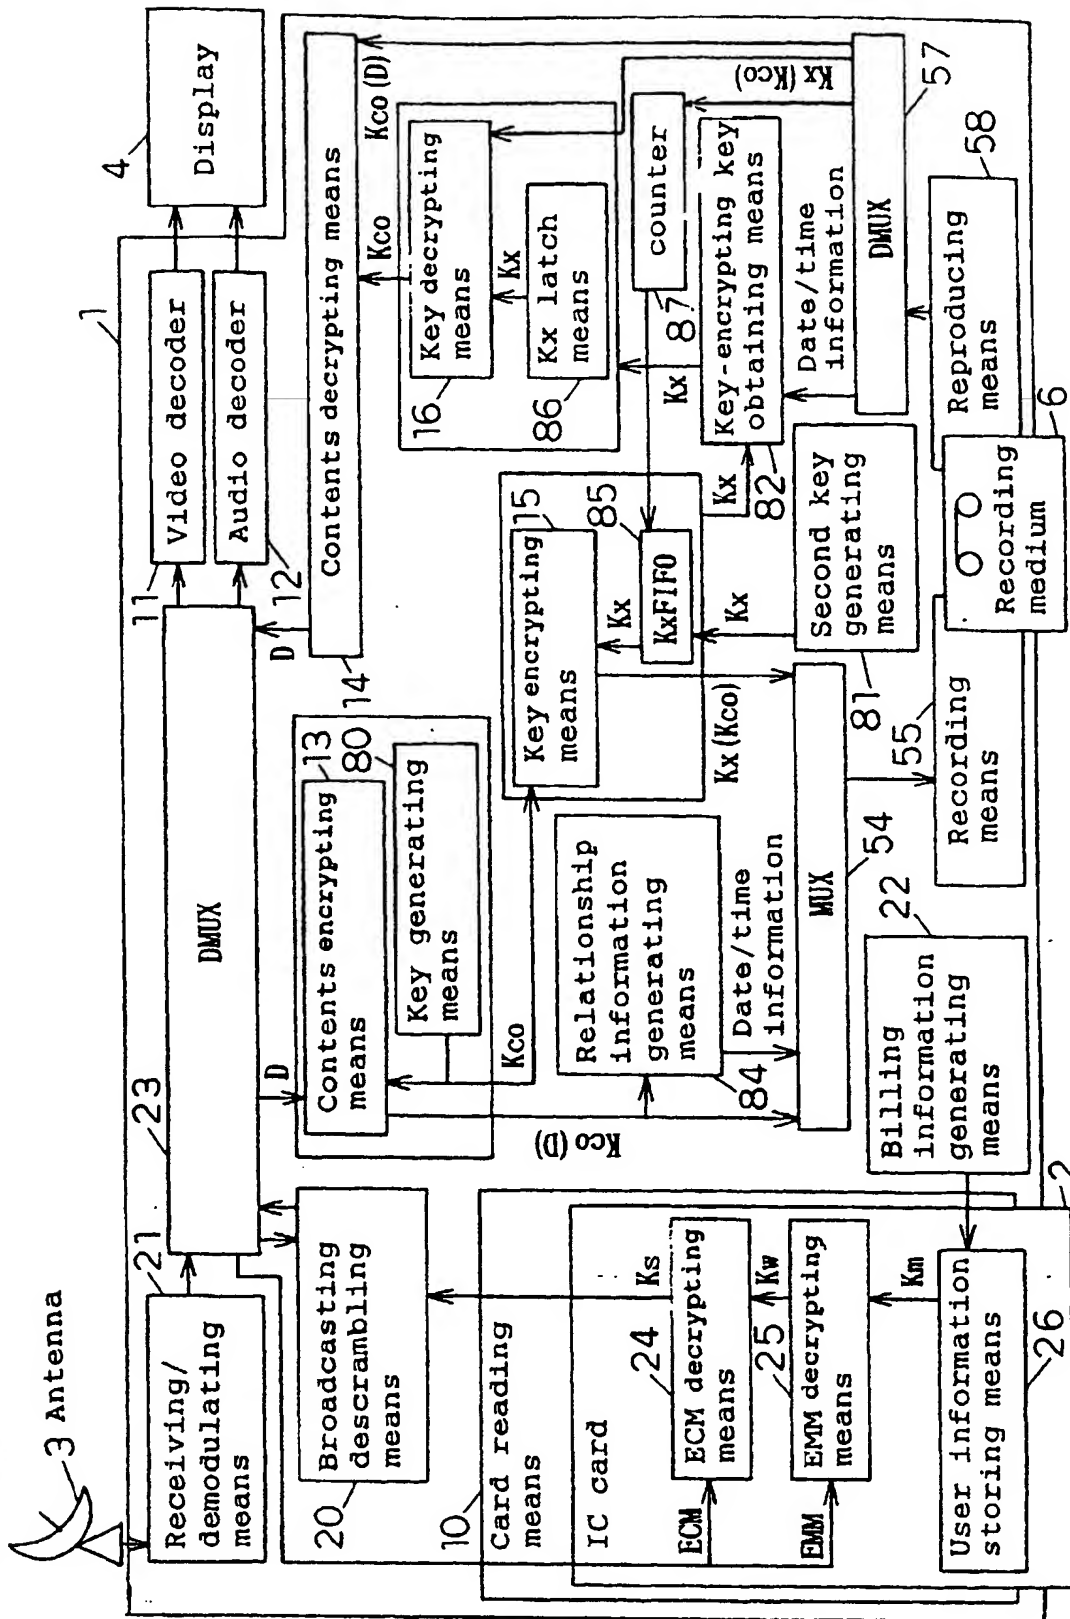 3 Antenna
Receiving/
demodulating
means
21
23
DMUX
1
11
Video decoder
Audio decoder
12
4
Display
20
Broadcasting
descrambling
means
D
Contents encrypting
means
13
Key generating
means
80
D
14
Contents decrypting means
Kco (D)
10
Card reading
means
Ks
Kco (D)
Kco
Kco
Key decrypting
means
16
Kx
Kx latch
means
86
Kx (Kco)
IC card
ECM
ECM decrypting
means
24
Kw
EMM
EMM decrypting
means
25
Km
User information
storing means
26
2
Billing
information
generating
means
22
Relationship
information
generating
means
84
Date/time
information
Key encrypting
means
15
Kx
KxFIFO
85
Kx (Kco)
Kx
Kx
Kx
counter
87
Key-encrypting key
obtaining means
82
Date/time
information
MUX
54
Second key
generating
means
81
DMUX
57
Recording
means
55
Recording
medium
6
Reproducing
means
58